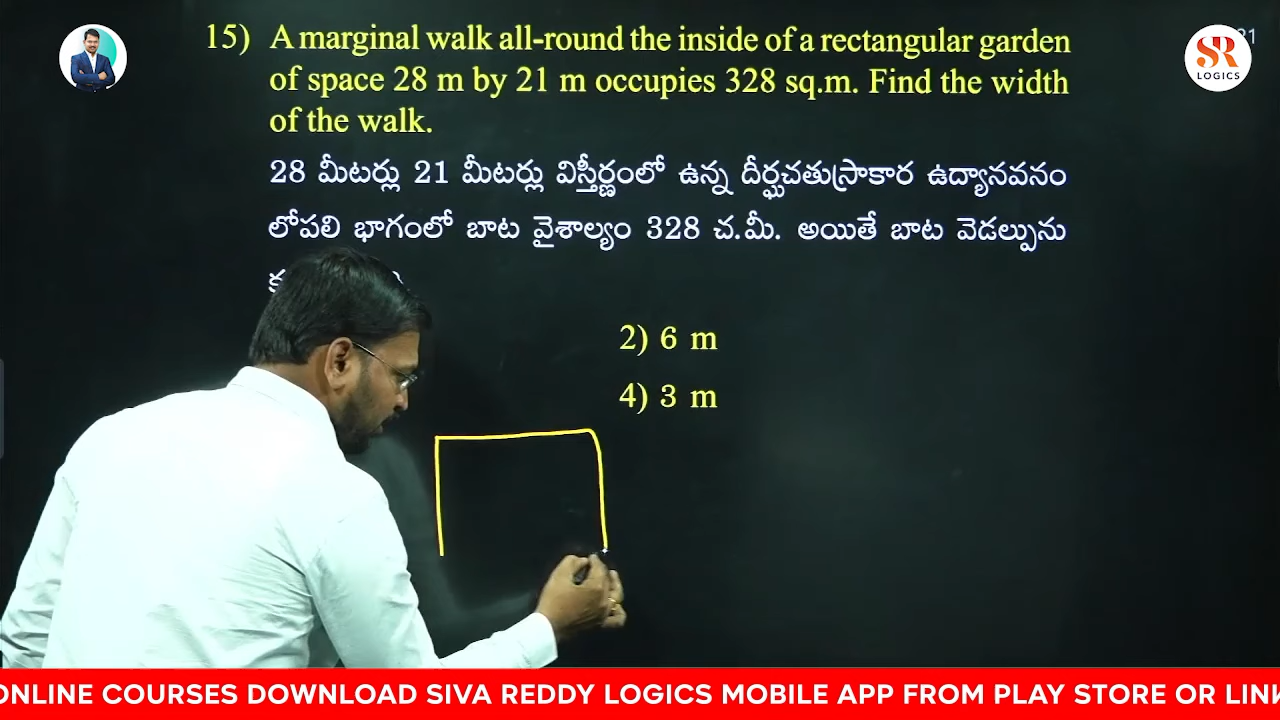 15) A marginal walk all-round the inside of a rectangular garden
of space 28 m by 21 m occupies 328 sq.m. Find the width
of the walk.
28 మీటర్లు 21 మీటర్లు విస్తీర్ణంలో ఉన్న దీర్ఘచతుస్రాకార ఉద్యానవనం
లోపలి భాగంలో బాట వైశాల్యం 328 చ.మీ. అయితే బాట వెడల్పును
2) 6 m
4) 3 m
21
SR
LOGICS
ONLINE COURSES DOWNLOAD SIVA REDDY LOGICS MOBILE APP FROM PLAY STORE OR LINK